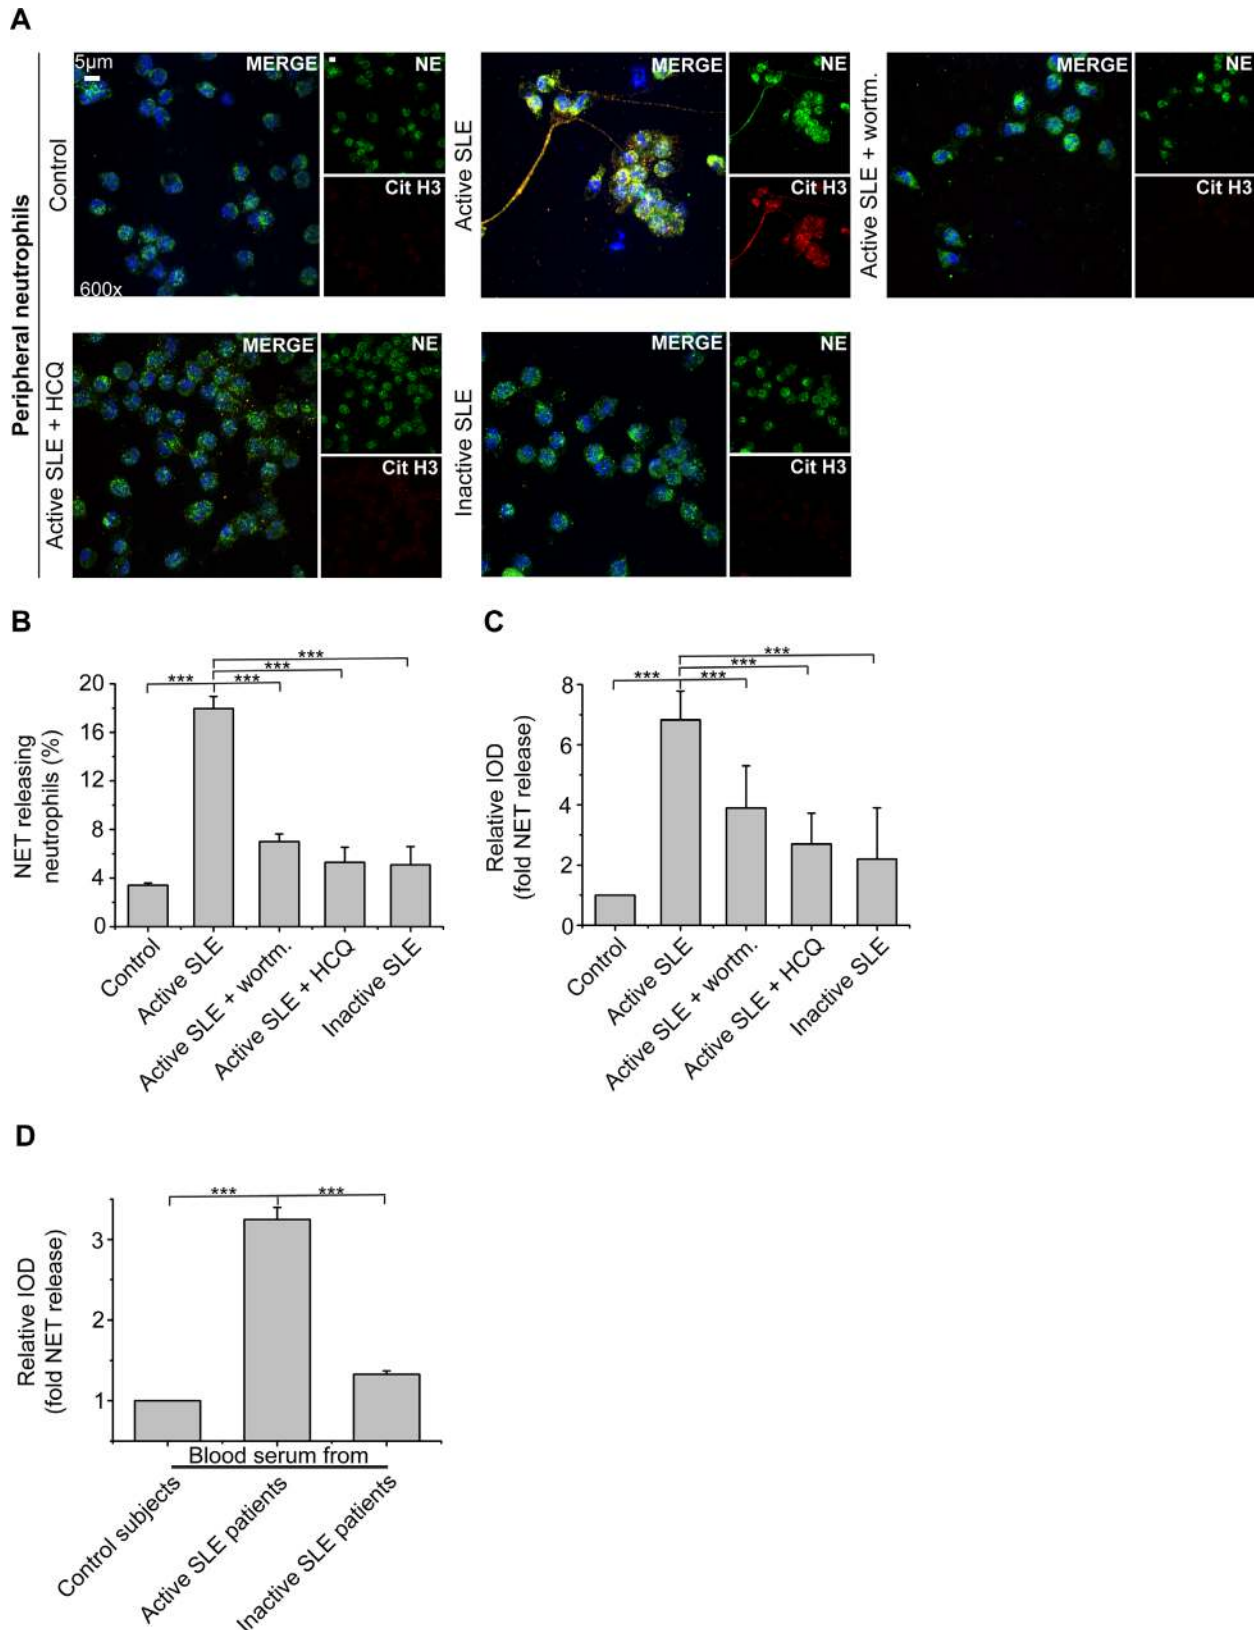 A
Peripheral neutrophils
Control
5µm
MERGE
NE
Cit H3
600x
Active SLE
MERGE
NE
Cit H3
Active SLE + wortm.
MERGE
NE
Cit H3
Active SLE + HCQ
MERGE
NE
Cit H3
Inactive SLE
MERGE
NE
Cit H3
B
NET releasing
neutrophils (%)
20
16
12
8
4
0
***
***
***
***
Control
Active SLE
Active SLE + wortm.
Active SLE + HCQ
Inactive SLE
C
Relative IOD
(fold NET release)
8
6
4
2
0
***
***
***
***
Control
Active SLE
Active SLE + wortm.
Active SLE + HCQ
Inactive SLE
D
Relative IOD
(fold NET release)
3
2
1
*** ***
Blood serum from
Control subjects
Active SLE patients
Inactive SLE patients